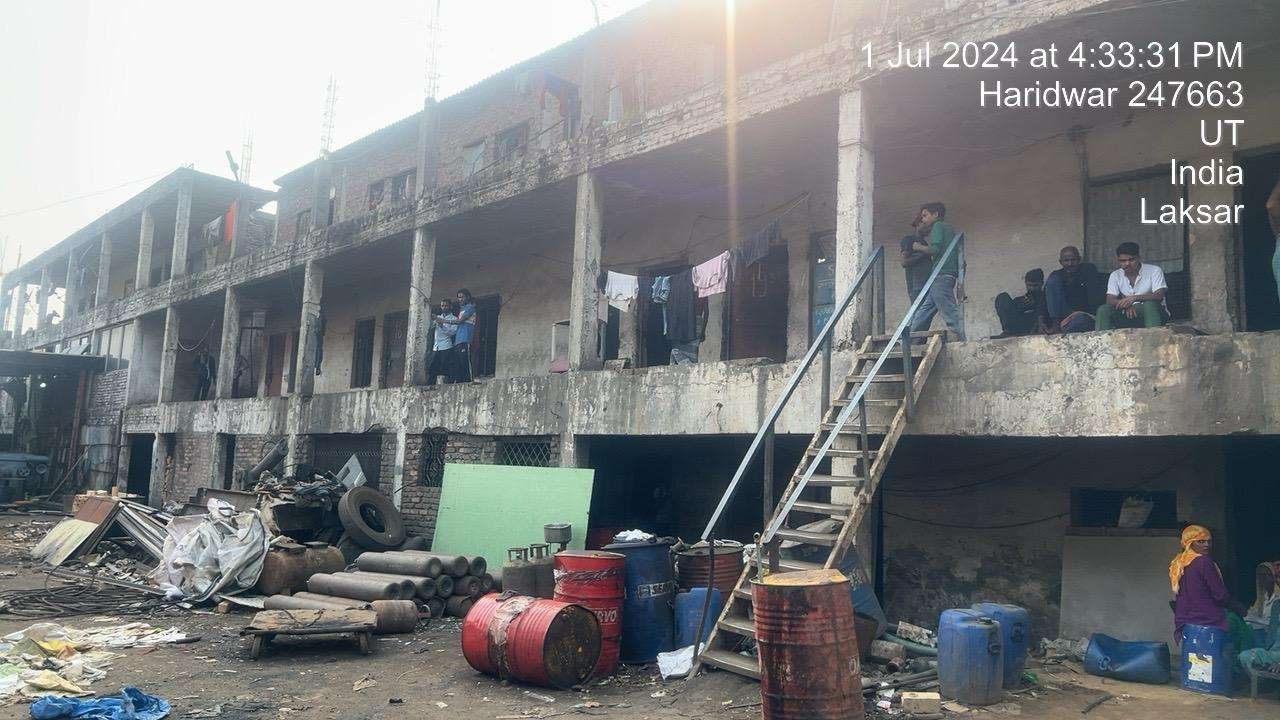 1 Jul 2024 at 4:33:31 PM
Haridwar 247663
UT
India
Laksar